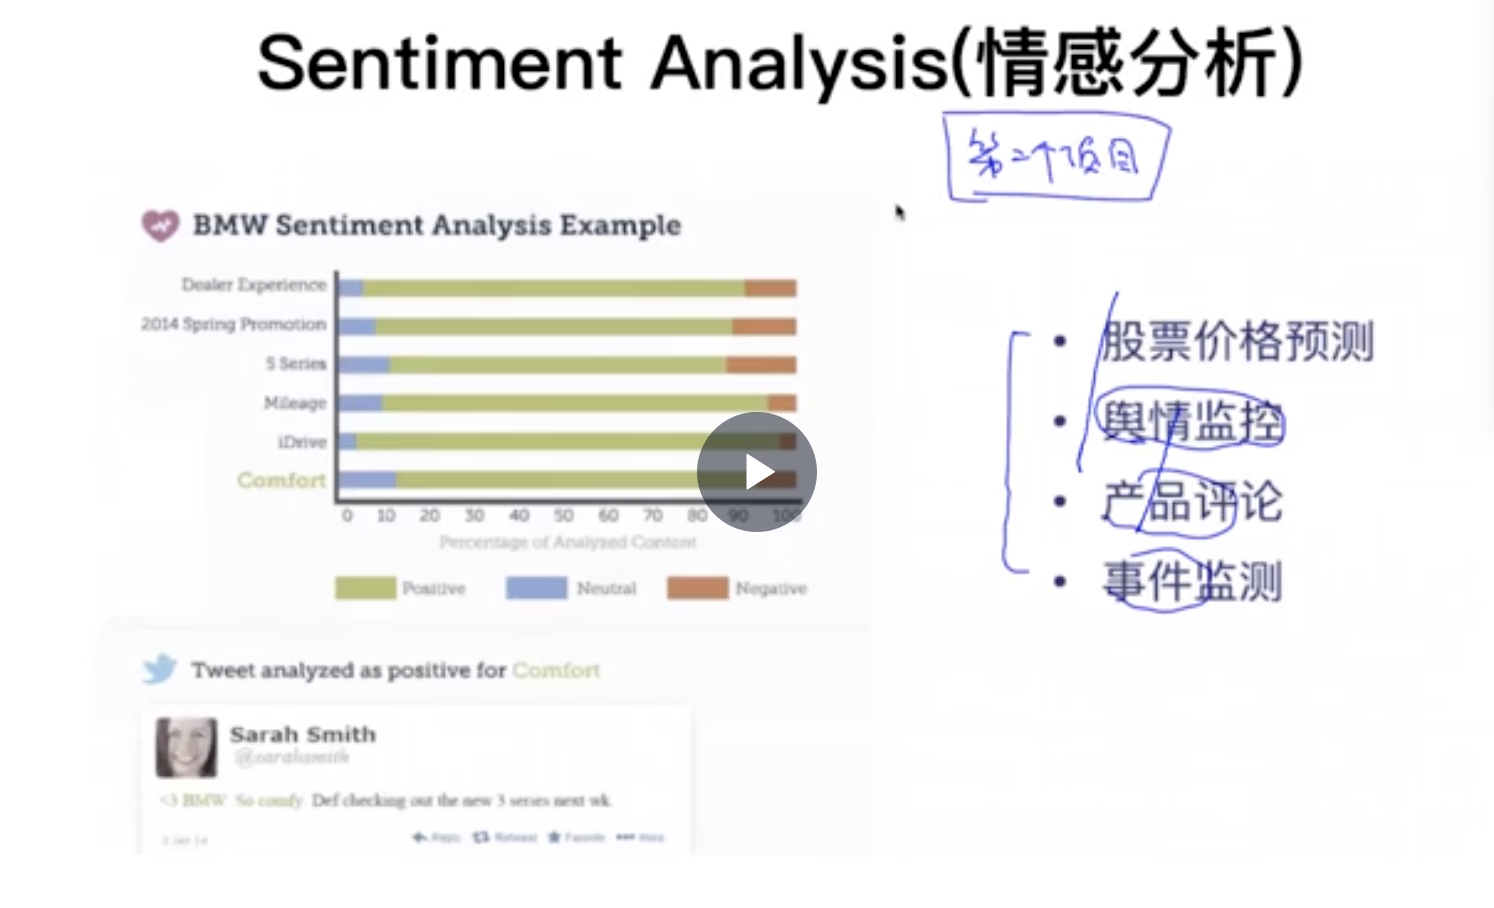 Sentiment Analysis(情感分析)
第二个项目
BMW Sentiment Analysis Example
Dealer Experience
2014 Spring Promotion
5 Series
Mileage
iDrive
Comfort
0 10 20 30 40 50 60 70 80 90 100
Percentage of Analyzed Content
Positive Neutral Negative
• 股票价格预测
• 舆情监控
• 产品评论
• 事件监测
Tweet analyzed as positive for Comfort
Sarah Smith
@sarahsmith
<3 BMW. So comfy. Def checking out the new 3 series next wk.
Reply Retweet Favorite More